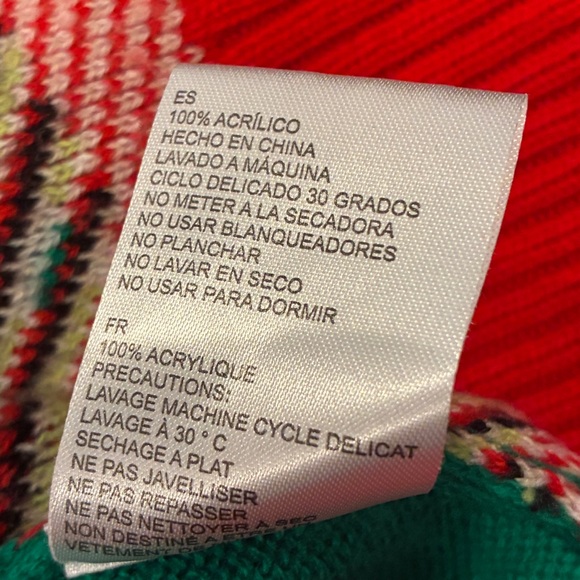 ES
100% ACRÍLICO
HECHO EN CHINA
LAVADO A MÁQUINA
CICLO DELICADO 30 GRADOS
NO METER A LA SECADORA
NO USAR BLANQUEADORES
NO PLANCHAR
NO LAVAR EN SECO
NO USAR PARA DORMIR
FR
100% ACRYLIQUE
PRECAUTIONS:
LAVAGE MACHINE CYCLE DELICAT
LAVAGE À 30 ° C
SECHAGE A PLAT
NE PAS JAVELLISER
NE PAS REPASSER
NE PAS NETTOYER A SEC
NON DESTINÉ A
VETEMENT DE